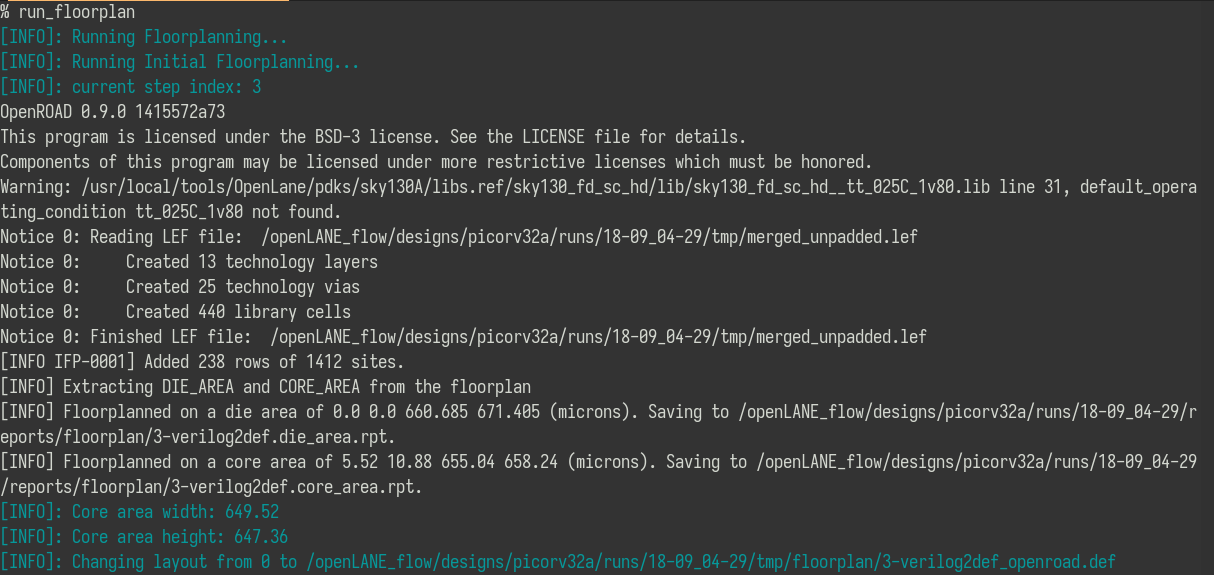 % run_floorplan
[INFO]: Running Floorplanning...
[INFO]: Running Initial Floorplanning...
[INFO]: current step index: 3
OpenROAD 0.9.0 1415572a73
This program is licensed under the BSD-3 license. See the LICENSE file for details.
Components of this program may be licensed under more restrictive licenses which must be honored.
Warning: /usr/local/tools/OpenLane/pdks/sky130A/libs.ref/sky130_fd_sc_hd/lib/sky130_fd_sc_hd__tt_025C_1v80.lib line 31, default_opera
ting_condition tt_025C_1v80 not found.
Notice 0: Reading LEF file:  /openLANE_flow/designs/picorv32a/runs/18-09_04-29/tmp/merged_unpadded.lef
Notice 0:     Created 13 technology layers
Notice 0:     Created 25 technology vias
Notice 0:     Created 440 library cells
Notice 0: Finished LEF file:  /openLANE_flow/designs/picorv32a/runs/18-09_04-29/tmp/merged_unpadded.lef
[INFO IFP-0001] Added 238 rows of 1412 sites.
[INFO] Extracting DIE_AREA and CORE_AREA from the floorplan
[INFO] Floorplanned on a die area of 0.0 0.0 660.685 671.405 (microns). Saving to /openLANE_flow/designs/picorv32a/runs/18-09_04-29/r
eports/floorplan/3-verilog2def.die_area.rpt.
[INFO] Floorplanned on a core area of 5.52 10.88 655.04 658.24 (microns). Saving to /openLANE_flow/designs/picorv32a/runs/18-09_04-29
/reports/floorplan/3-verilog2def.core_area.rpt.
[INFO]: Core area width: 649.52
[INFO]: Core area height: 647.36
[INFO]: Changing layout from 0 to /openLANE_flow/designs/picorv32a/runs/18-09_04-29/tmp/floorplan/3-verilog2def_openroad.def